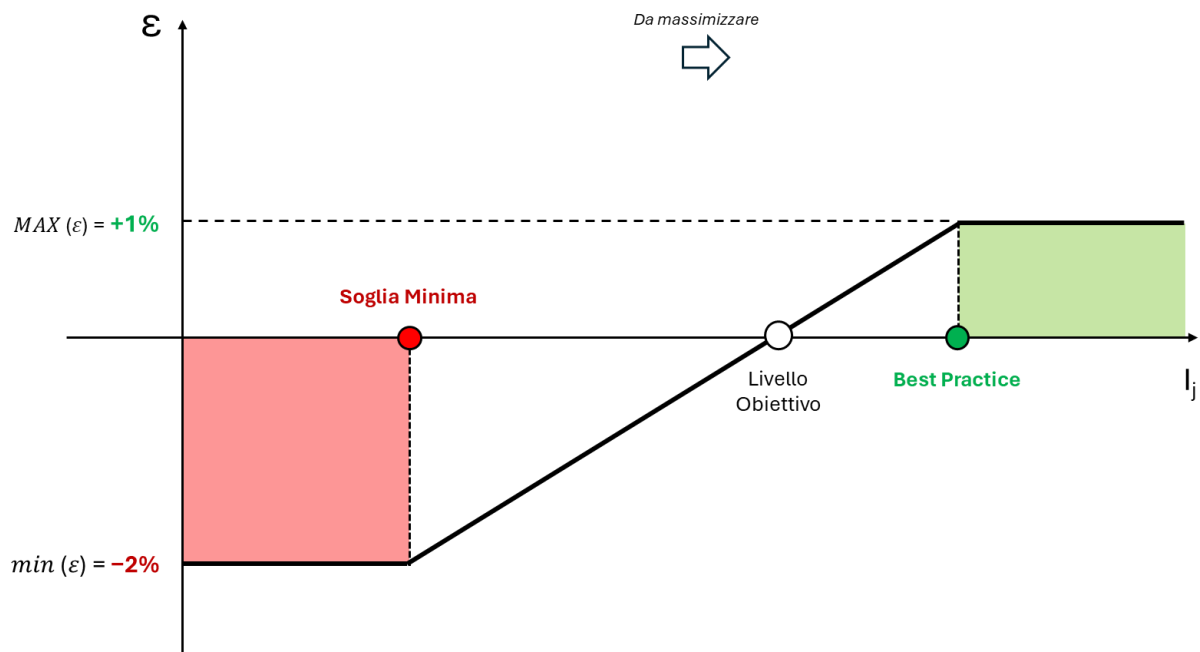 Da massimizzare
ε
MAX (ε) = +1%
Soglia Minima
Livello
Obiettivo
Best Practice
Ij
min (ε) = −2%